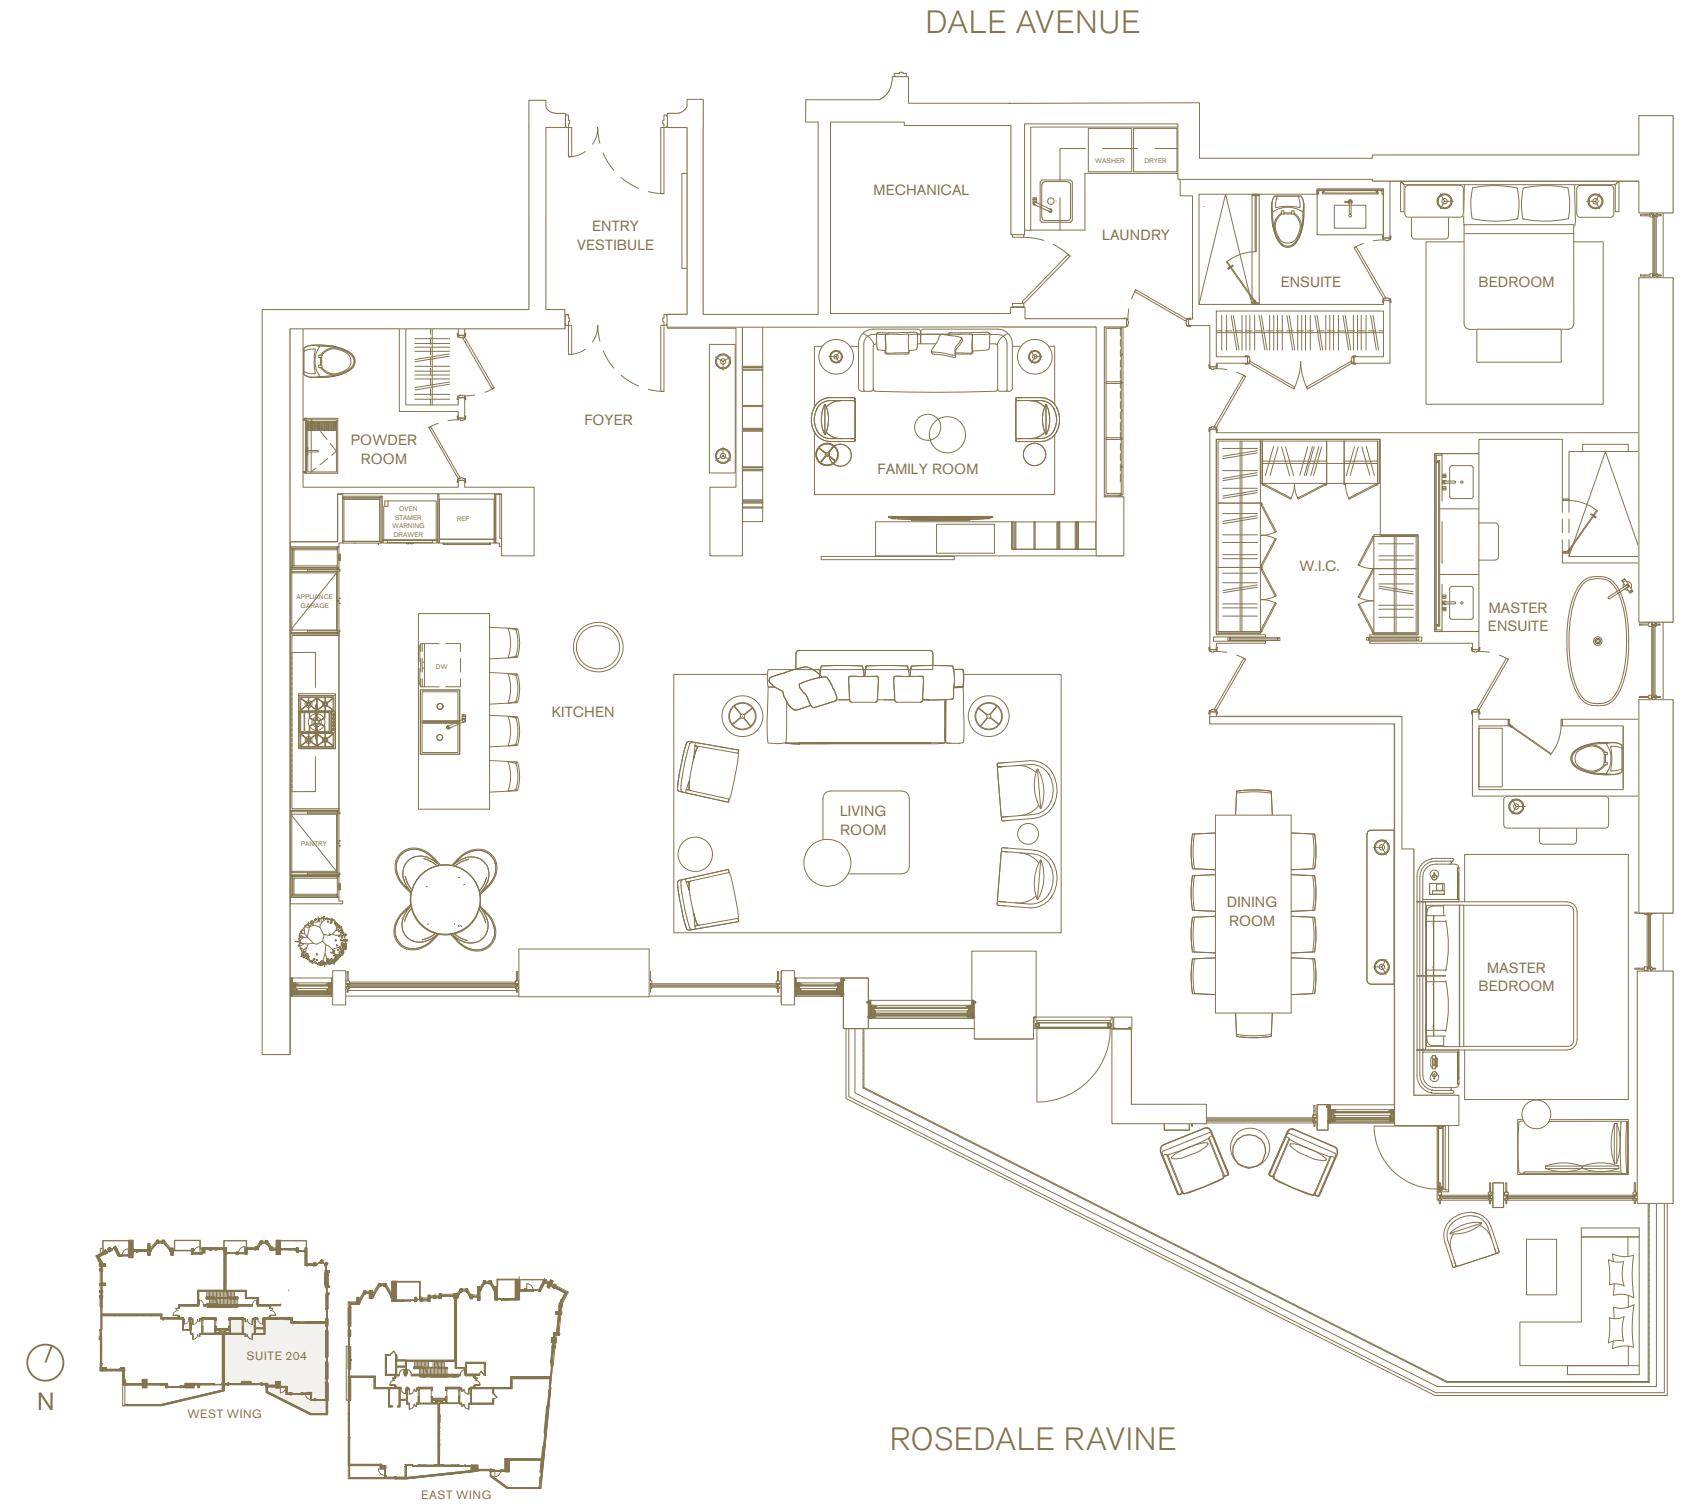 DALE AVENUE
WASHER
DRYER
MECHANICAL
ENTRY
VESTIBULE
LAUNDRY
ENSUITE
BEDROOM
FOYER
POWDER
ROOM
FAMILY ROOM
OVEN
STAMER
WARNING
DRAWER
REF
W.I.C.
APPLIANCE
GARAGE
MASTER
ENSUITE
DW
KITCHEN
LIVING
ROOM
PANTRY
DINING
ROOM
MASTER
BEDROOM
SUITE 204
N
WEST WING
ROSEDALE RAVINE
EAST WING